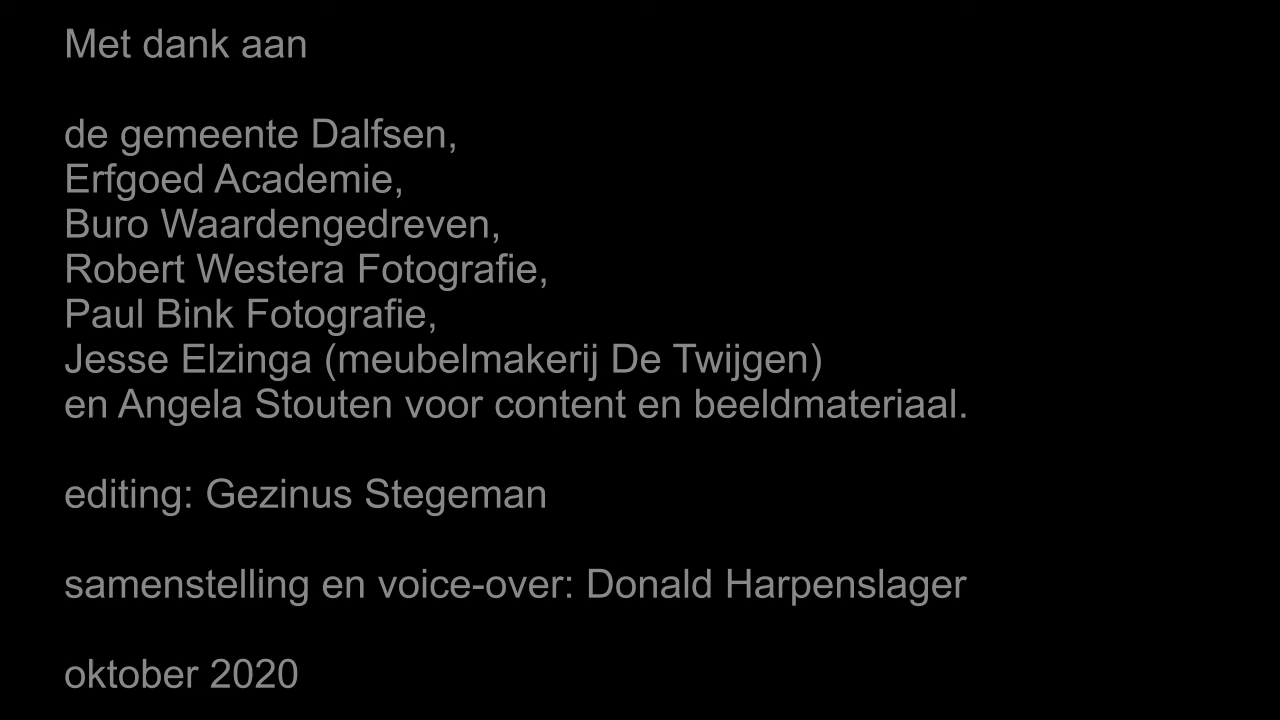 Met dank aan
de gemeente Dalfsen,
Erfgoed Academie,
Buro Waardengedreven,
Robert Westera Fotografie,
Paul Bink Fotografie,
Jesse Elzinga (meubelmakerij De Twijgen)
en Angela Stouten voor content en beeldmateriaal.
editing: Gezinus Stegeman
samenstelling en voice-over: Donald Harpenslager
oktober 2020